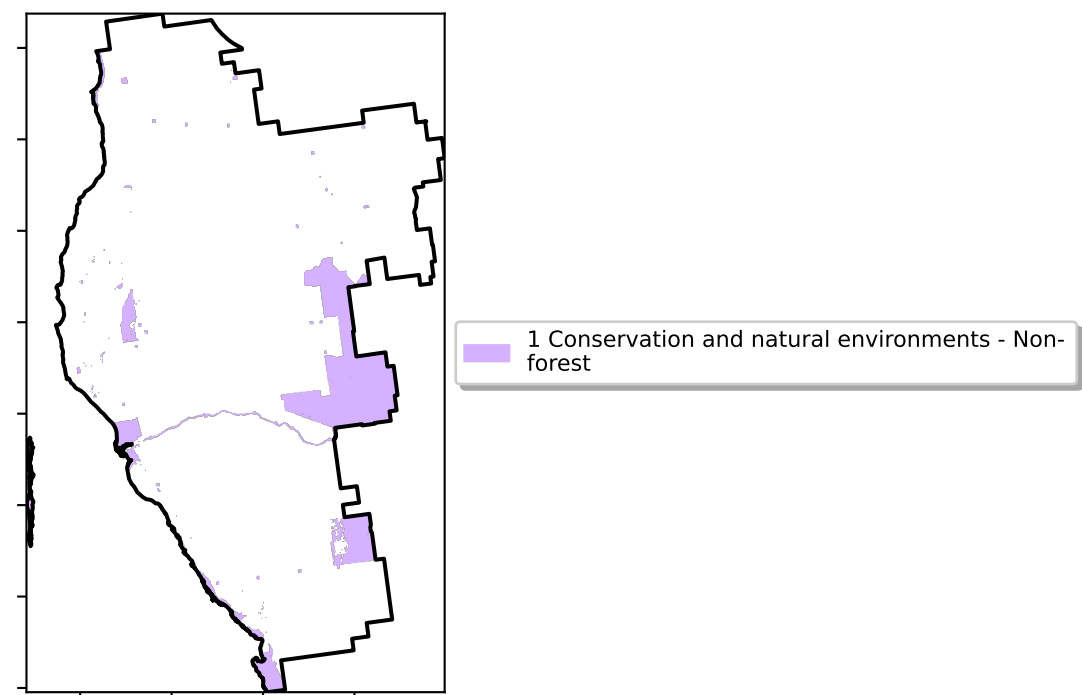 1 Conservation and natural environments - Non-
forest